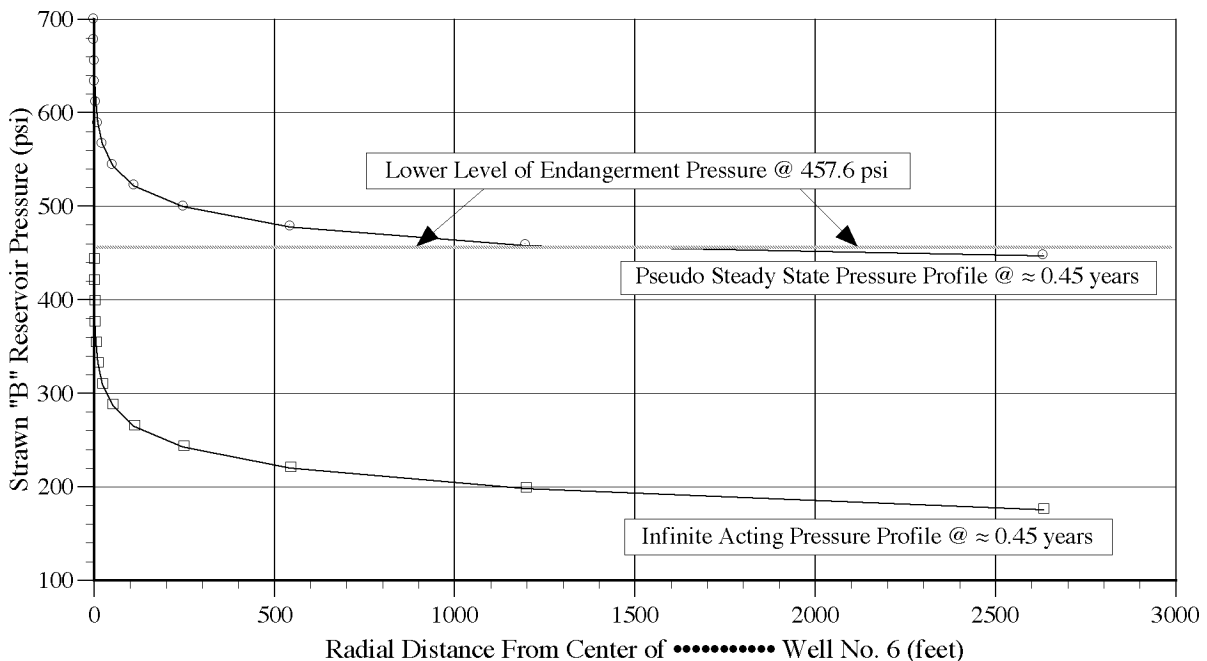 700
600
500
400
300
200
100
Strawn "B" Reservoir Pressure (psi)
Lower Level of Endangerment Pressure @ 457.6 psi
Pseudo Steady State Pressure Profile @ ≈ 0.45 years
Infinite Acting Pressure Profile @ ≈ 0.45 years
0 500 1000 1500 2000 2500 3000
Radial Distance From Center of ••••••••••• Well No. 6 (feet)